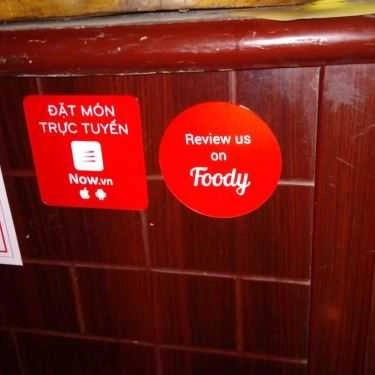 ĐẶT MÓN
TRỰC TUYẾN
Now.vn
Review us
on
Foody